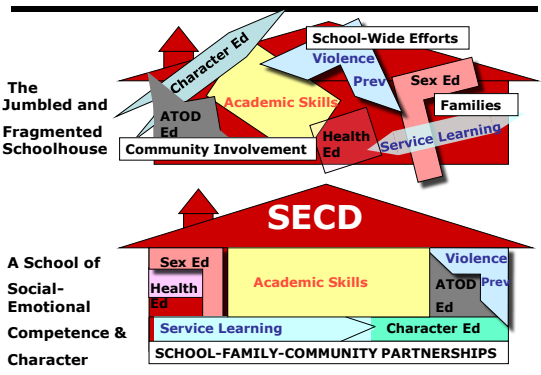 The
Jumbled and
Fragmented
Schoolhouse
Character Ed
School-Wide Efforts
Violence
Prev
Sex Ed
Families
Academic Skills
ATOD
Ed
Health
Ed
Service Learning
Community Involvement
SECD
A School of
Social-
Emotional
Competence &
Character
Sex Ed
Health
Ed
Academic Skills
Violence
Prev
ATOD
Ed
Service Learning
Character Ed
SCHOOL-FAMILY-COMMUNITY PARTNERSHIPS